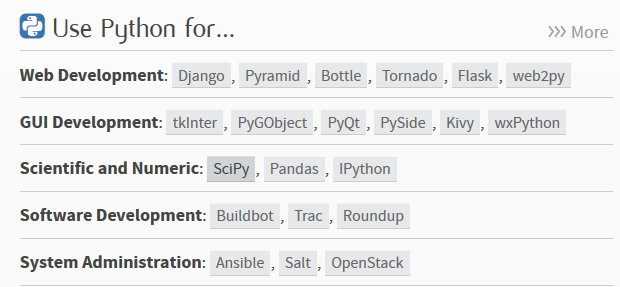 Use Python for...
>>> More
Web Development: Django, Pyramid, Bottle, Tornado, Flask, web2py
GUI Development: tkInter, PyGObject, PyQt, PySide, Kivy, wxPython
Scientific and Numeric: SciPy, Pandas, IPython
Software Development: Buildbot, Trac, Roundup
System Administration: Ansible, Salt, OpenStack